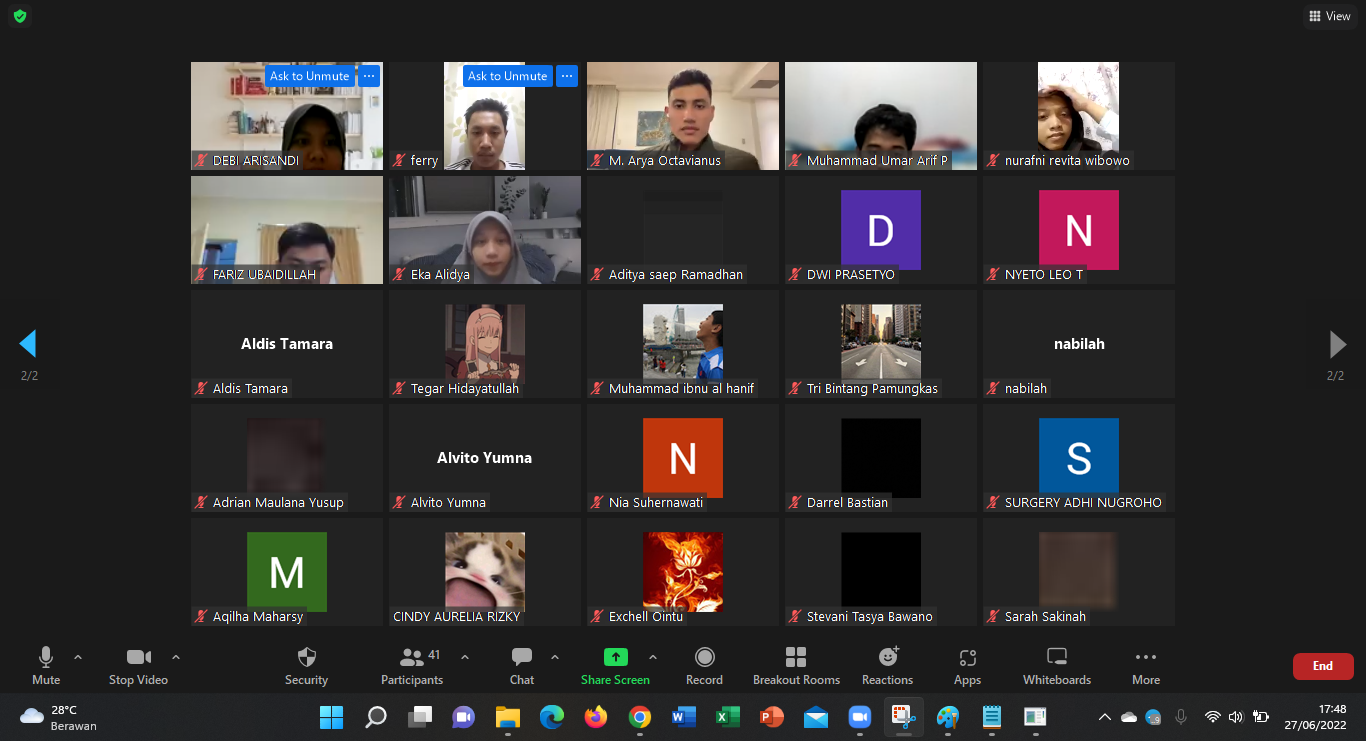 View
Ask to Unmute ...
Ask to Unmute ...
DEBI ARISANDI
ferry
M. Arya Octavianus
Muhammad Umar Arif P
nurafni revita wibowo
FARIZ UBAIDILLAH
Eka Alidya
Aditya saep Ramadhan
D
DWI PRASETYO
N
NYETO LEO T
Aldis Tamara
Aldis Tamara
Tegar Hidayatullah
Muhammad ibnu al hanif
Tri Bintang Pamungkas
nabilah
nabilah
2/2
2/2
Adrian Maulana Yusup
Alvito Yumna
Alvito Yumna
N
Nia Suhernawati
Darrel Bastian
S
SURGERY ADHI NUGROHO
M
Aqilha Maharsy
CINDY AURELIA RIZKY
Exchell Ointu
Stevani Tasya Bawano
Sarah Sakinah
Mute
Stop Video
Security
Participants
41
Chat
Share Screen
Record
Breakout Rooms
Reactions
Apps
Whiteboards
More
End
28°C
Berawan
17:48
27/06/2022